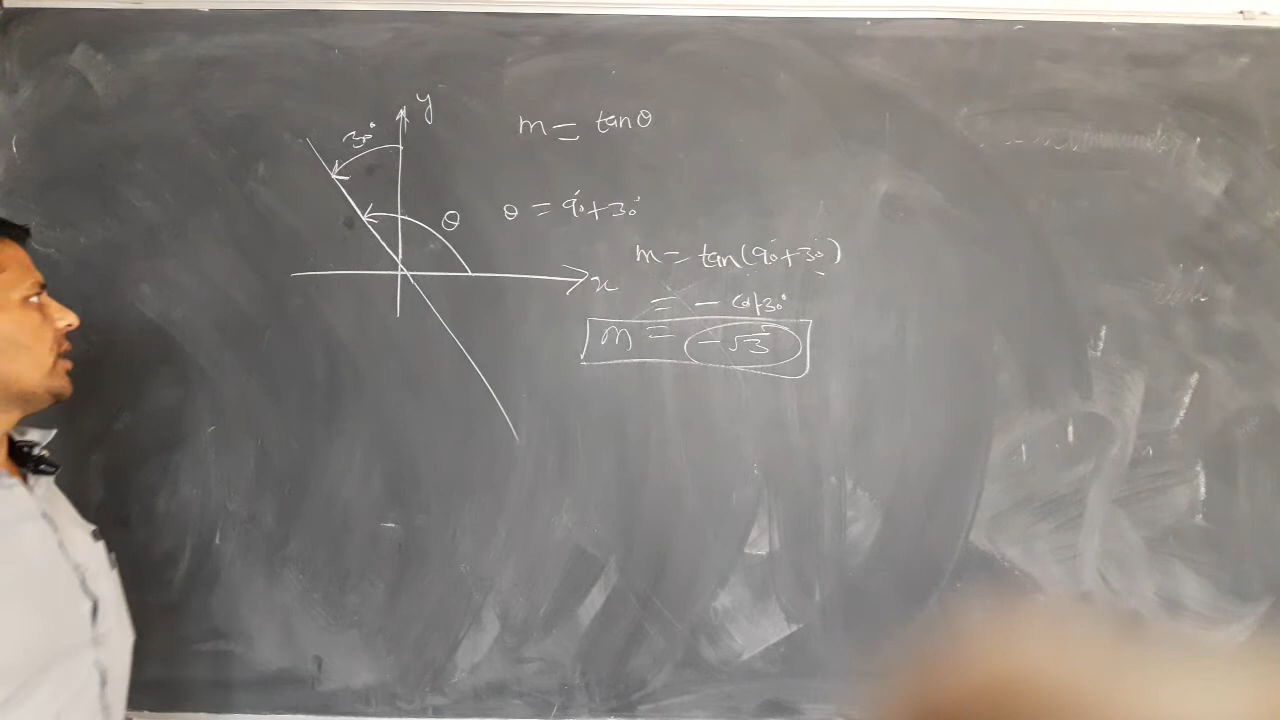 y
30°
m = tanθ
θ
θ = 90°+30°
x
m = tan(90°+30°)
= - cot30°
m = -√3